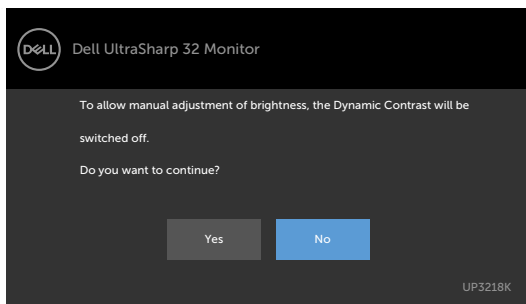 DELL
Dell UltraSharp 32 Monitor
To allow manual adjustment of brightness, the Dynamic Contrast will be
switched off.
Do you want to continue?
Yes
No
UP3218K